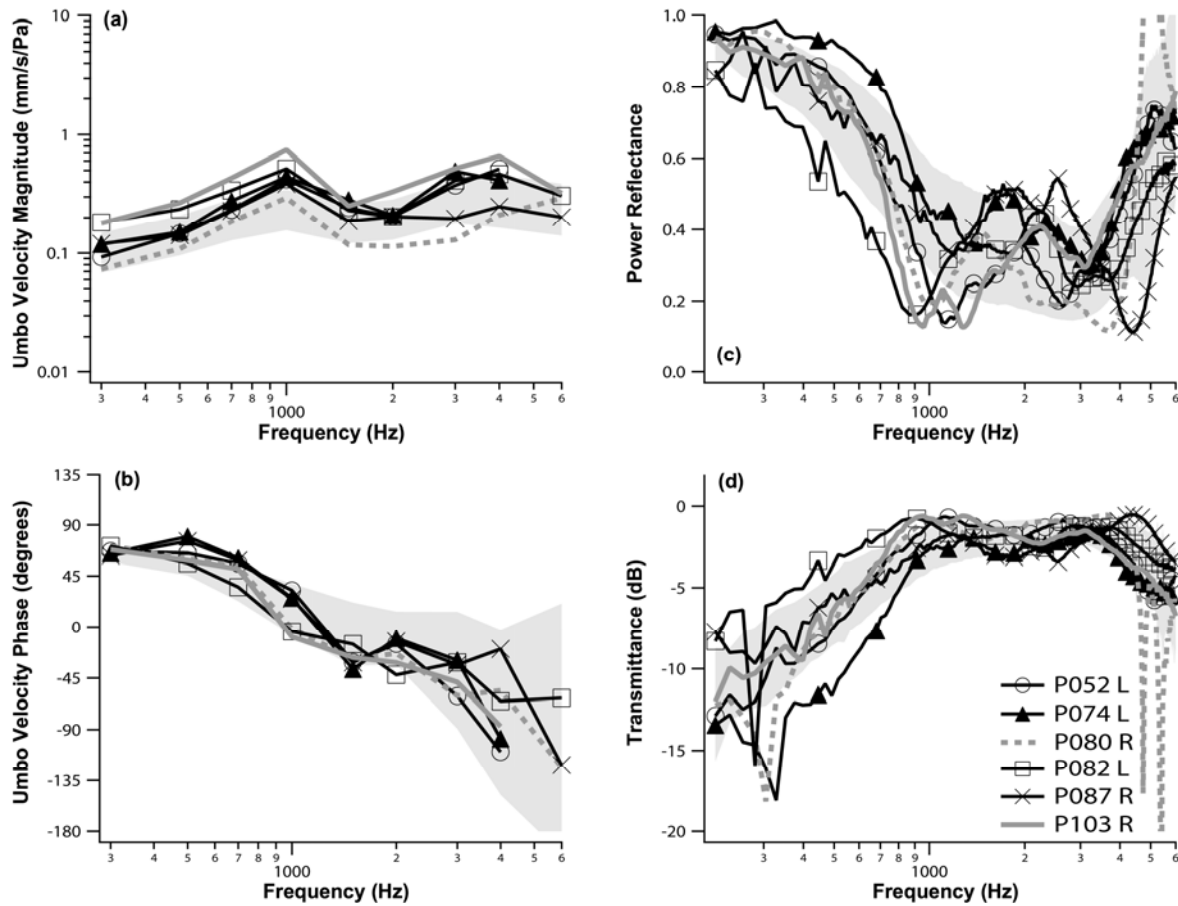 (a)
Umbo Velocity Magnitude (mm/s/Pa)
10
1
0.1
0.01
3 4 5 6 7 8 9 2 3 4 5 6
1000
Frequency (Hz)
(c)
Power Reflectance
1.0
0.8
0.6
0.4
0.2
0.0
3 4 5 6 7 8 9 2 3 4 5 6
1000
Frequency (Hz)
(b)
Umbo Velocity Phase (degrees)
135
90
45
0
-45
-90
-135
-180
3 4 5 6 7 8 9 2 3 4 5 6
1000
Frequency (Hz)
(d)
Transmittance (dB)
0
-5
-10
-15
-20
P052 L
P074 L
P080 R
P082 L
P087 R
P103 R
3 4 5 6 7 8 9 2 3 4 5 6
1000
Frequency (Hz)